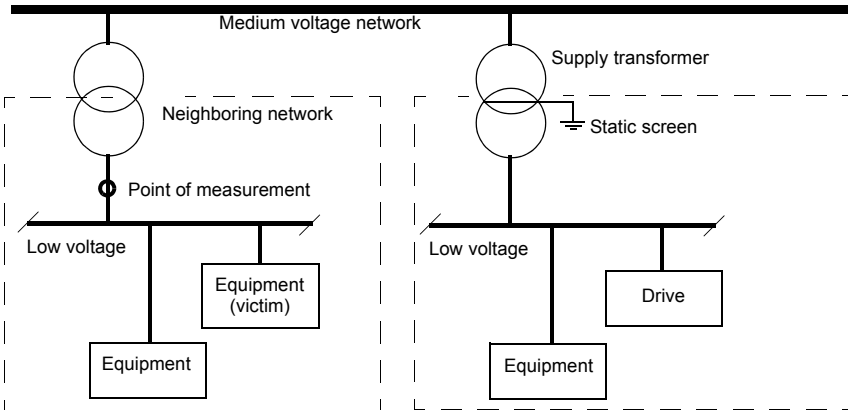 Medium voltage network
Supply transformer
Neighboring network
Static screen
Point of measurement
Low voltage
Low voltage
Equipment
(victim)
Drive
Equipment
Equipment